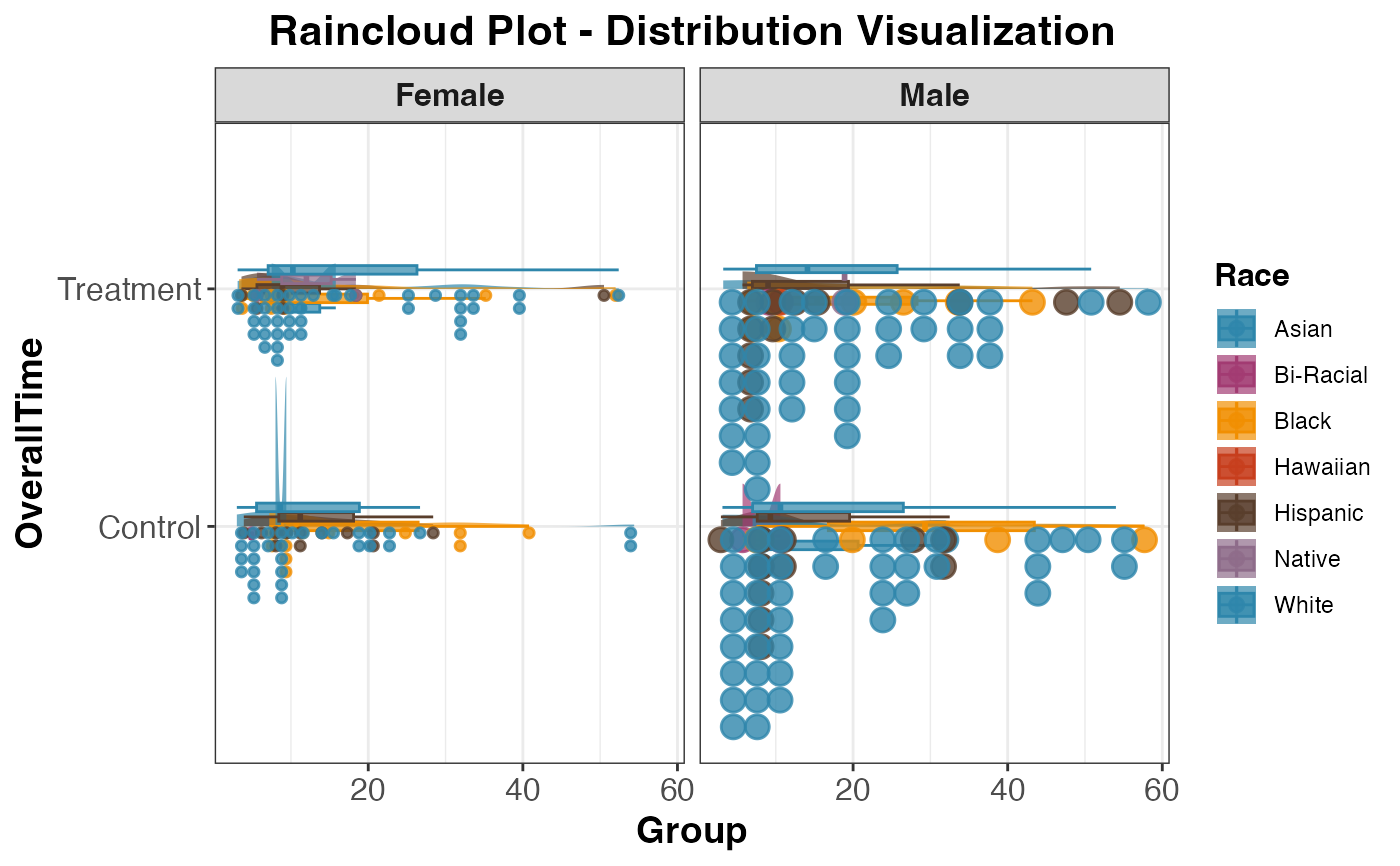 Raincloud Plot - Distribution Visualization
Female
Male
Treatment
Control
OverallTime
20
40
60
20
40
60
Group
Race
Asian
Bi-Racial
Black
Hawaiian
Hispanic
Native
White